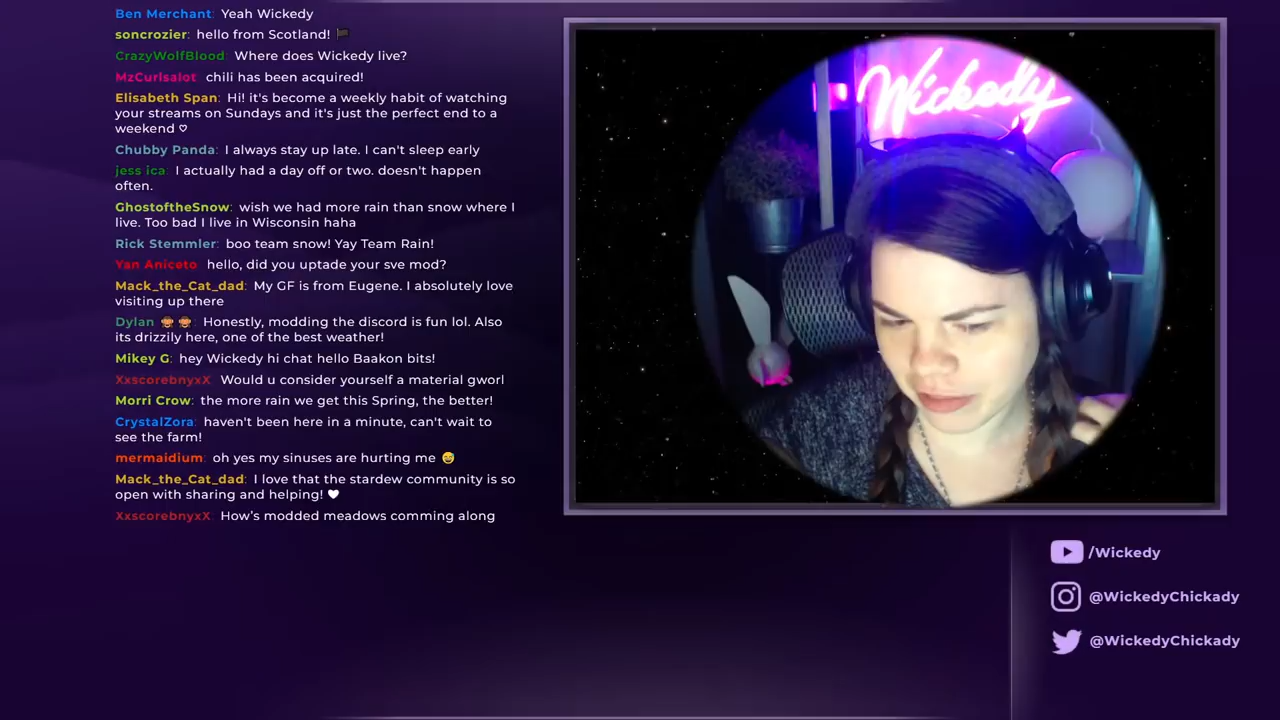 Ben Merchant: Yeah Wickedy
soncrozier: hello from Scotland!
CrazyWolfBlood: Where does Wickedy live?
MzCurlsalot chili has been acquired!
Elisabeth Span: Hi! it's become a weekly habit of watching
your streams on Sundays and it's just the perfect end to a
weekend ♡
Chubby Panda: I always stay up late. I can't sleep early
jess ica: I actually had a day off or two. doesn't happen
often.
GhostoftheSnow: wish we had more rain than snow where I
live. Too bad I live in Wisconsin haha
Rick Stemmler: boo team snow! Yay Team Rain!
Yan Aniceto hello, did you uptade your sve mod?
Mack_the_Cat_dad: My GF is from Eugene. I absolutely love
visiting up there
Dylan 🐵 🐵 Honestly, modding the discord is fun lol. Also
its drizzily here, one of the best weather!
Mikey G: hey Wickedy hi chat hello Baakon bits!
XxscorebnyxX Would u consider yourself a material gworl
Morri Crow: the more rain we get this Spring, the better!
CrystalZora: haven't been here in a minute, can't wait to
see the farm!
mermaidium: oh yes my sinuses are hurting me 😅
Mack_the_Cat_dad: I love that the stardew community is so
open with sharing and helping! 🤍
XxscorebnyxX How's modded meadows comming along
Wickedy
/Wickedy
@WickedyChickady
@WickedyChickady